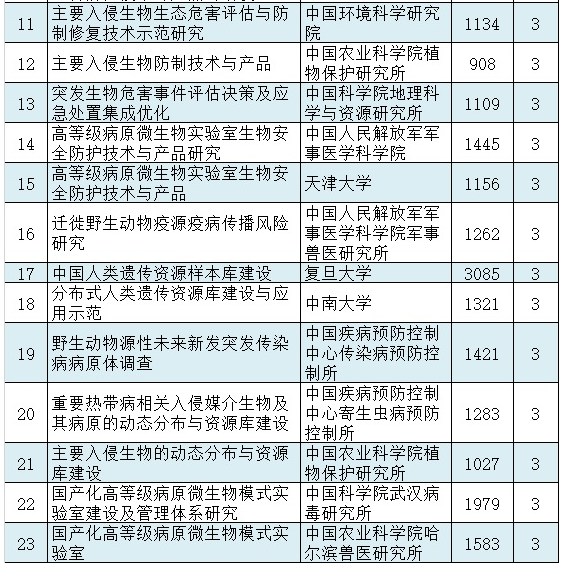 11 主要入侵生物生态危害评估与防 中国环境科学研究 1134 3
制修复技术示范研究 院
12 主要入侵生物防制技术与产品 中国农业科学院植 908 3
物保护研究所
13 突发生物危害事件评估决策及应 中国科学院地理科 1109 3
急处置集成优化 学与资源研究所
14 高等级病原微生物实验室生物安 中国人民解放军军 1445 3
全防护技术与产品研究 事医学科学院
15 高等级病原微生物实验室生物安 天津大学 1156 3
全防护技术与产品
16 迁徙野生动物疫源疫病传播风险 中国人民解放军军 1262 3
研究 事医学科学院军事
兽医研究所
17 中国人类遗传资源样本库建设 复旦大学 3085 3
18 分布式人类遗传资源库建设与应 中南大学 1321 3
用示范
19 野生动物源性未来新发突发传染 中国疾病预防控制 1421 3
病病原体调查 中心传染病预防控
制所
20 重要热带病相关入侵媒介生物及 中国疾病预防控制 1283 3
其病原的动态分布与资源库建设 中心寄生虫病预防
控制所
21 主要入侵生物的动态分布与资源 中国农业科学院植 1027 3
库建设 物保护研究所
22 国产化高等级病原微生物模式实 中国科学院武汉病 1979 3
验室建设及管理体系研究 毒研究所
23 国产化高等级病原微生物模式实 中国农业科学院哈 1583 3
验室 尔滨兽医研究所